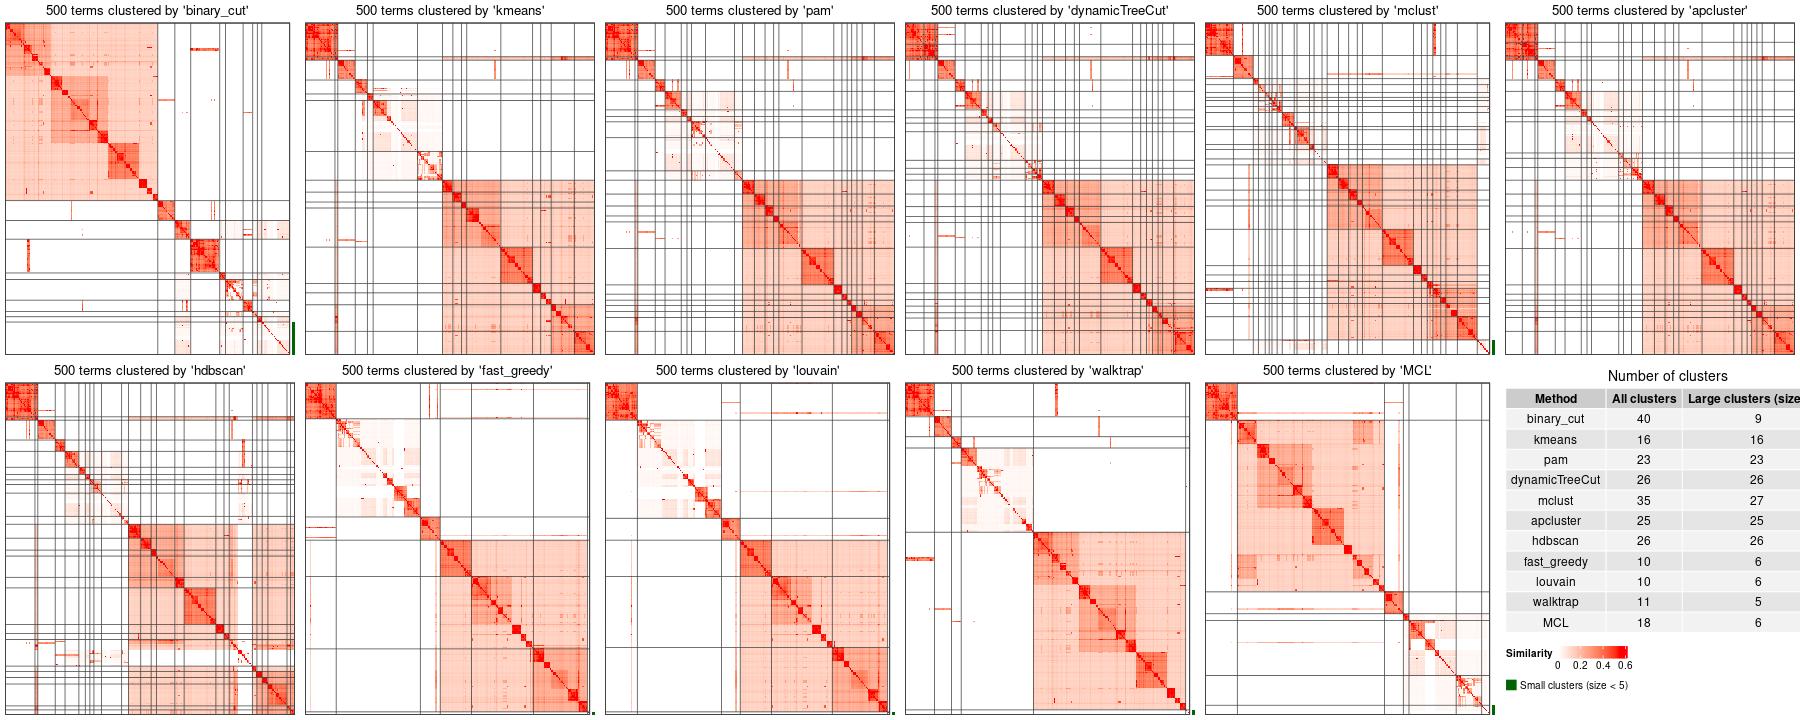 500 terms clustered by 'binary_cut'
500 terms clustered by 'kmeans'
500 terms clustered by 'pam'
500 terms clustered by 'dynamicTreeCut'
500 terms clustered by 'mclust'
500 terms clustered by 'apcluster'
500 terms clustered by 'hdbscan'
500 terms clustered by 'fast_greedy'
500 terms clustered by 'louvain'
500 terms clustered by 'walktrap'
500 terms clustered by 'MCL'
Number of clusters
Method All clusters Large clusters (size
binary_cut 40 9
kmeans 16 16
pam 23 23
dynamicTreeCut 26 26
mclust 35 27
apcluster 25 25
hdbscan 26 26
fast_greedy 10 6
louvain 10 6
walktrap 11 5
MCL 18 6
Similarity
0 0.2 0.4 0.6
Small clusters (size < 5)